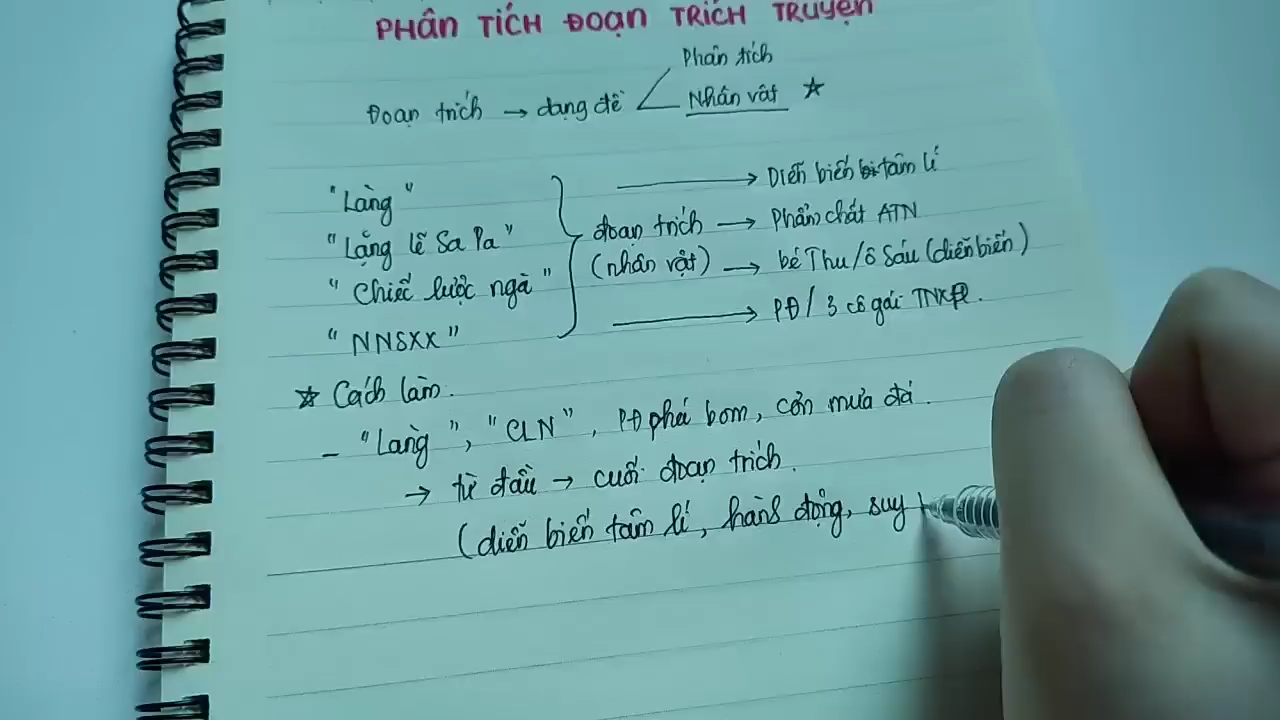 PHÂN TÍCH ĐOẠN TRÍCH TRUYỆN
Phân tích
Đoạn trích → dạng đề
Nhân vật ☆
"Làng"
"Lặng lẽ Sa Pa"
"Chiếc lược ngà"
"NNSXX"
đoạn trích
(nhân vật)
→ Diễn biến tâm lí
→ Phẩm chất ATN
→ bé Thu/ô Sáu (diễn biến)
→ PĐ/3 cô gái TNXP.
☆ Cách làm.
- "Làng", "CLN", PĐ phá bom, cơn mưa đá.
→ từ đầu → cuối đoạn trích.
(diễn biến tâm lí, hành động, suy